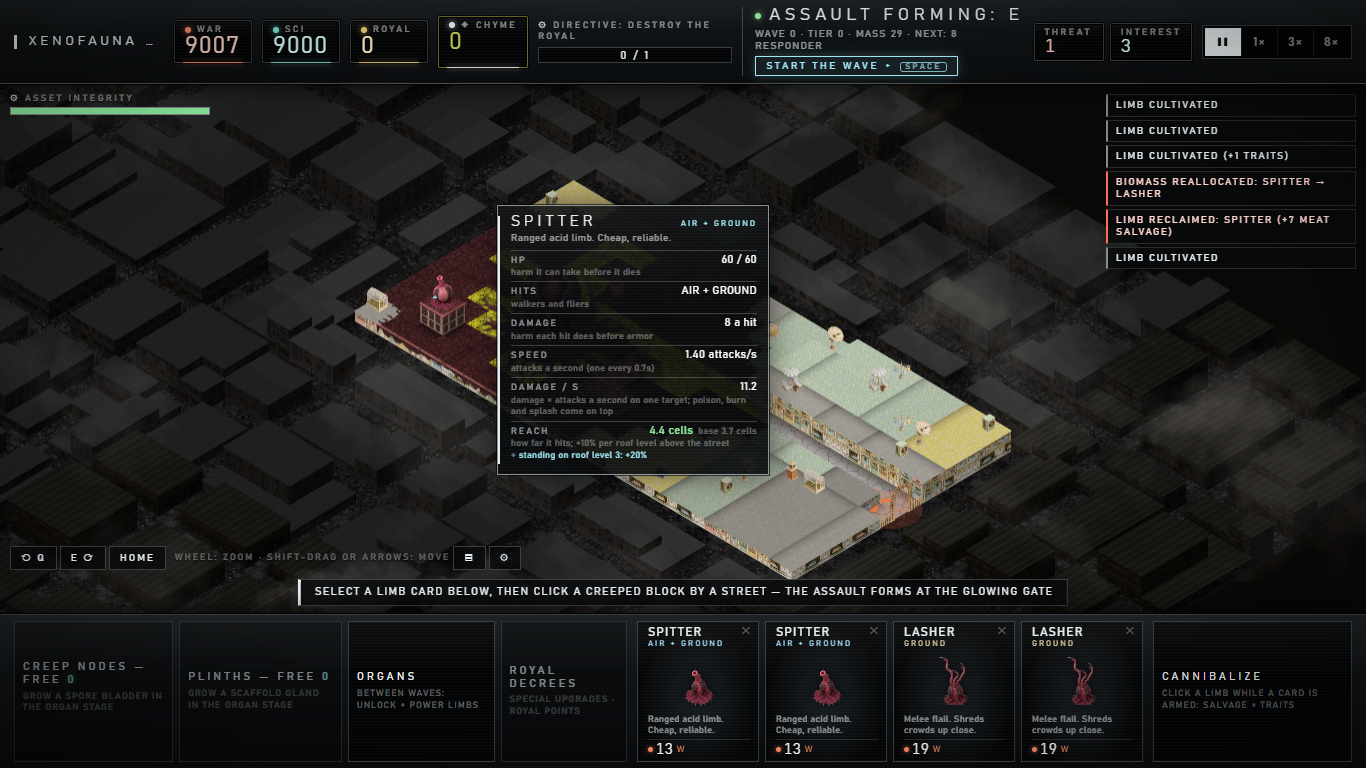 XENOFAUNA …
WAR
9007
SCI
9000
ROYAL
0
CHYME
0
DIRECTIVE: DESTROY THE
ROYAL
0 / 1
ASSAULT FORMING: E
WAVE 0 · TIER 0 · MASS 29 · NEXT: 8
RESPONDER
START THE WAVE ▸ SPACE
THREAT
1
INTEREST
3
1×
3×
8×
ASSET INTEGRITY
LIMB CULTIVATED
LIMB CULTIVATED
LIMB CULTIVATED (+1 TRAITS)
BIOMASS REALLOCATED: SPITTER →
LASHER
LIMB RECLAIMED: SPITTER (+7 MEAT
SALVAGE)
LIMB CULTIVATED
SPITTER
AIR + GROUND
Ranged acid limb. Cheap, reliable.
HP 60 / 60
harm it can take before it dies
HITS AIR + GROUND
walkers and fliers
DAMAGE 8 a hit
harm each hit does before armor
SPEED 1.40 attacks/s
attacks a second (one every 0.7s)
DAMAGE / S 11.2
damage × attacks a second on one target; poison, burn
and splash come on top
REACH 4.4 cells base 3.7 cells
how far it hits; +10% per roof level above the street
+ standing on roof level 3: +20%
Q
E
HOME
WHEEL: ZOOM · SHIFT-DRAG OR ARROWS: MOVE
SELECT A LIMB CARD BELOW, THEN CLICK A CREEPED BLOCK BY A STREET — THE ASSAULT FORMS AT THE GLOWING GATE
CREEP NODES —
FREE 0
GROW A SPORE BLADDER IN
THE ORGAN STAGE
PLINTHS — FREE 0
GROW A SCAFFOLD GLAND
IN THE ORGAN STAGE
ORGANS
BETWEEN WAVES:
UNLOCK + POWER LIMBS
ROYAL
DECREES
SPECIAL UPGRADES ·
ROYAL POINTS
SPITTER
AIR + GROUND
Ranged acid limb.
Cheap, reliable.
13 W
SPITTER
AIR + GROUND
Ranged acid limb.
Cheap, reliable.
13 W
LASHER
GROUND
Melee flail. Shreds
crowds up close.
19 W
LASHER
GROUND
Melee flail. Shreds
crowds up close.
19 W
CANNIBALIZE
CLICK A LIMB WHILE A CARD IS
ARMED: SALVAGE + TRAITS